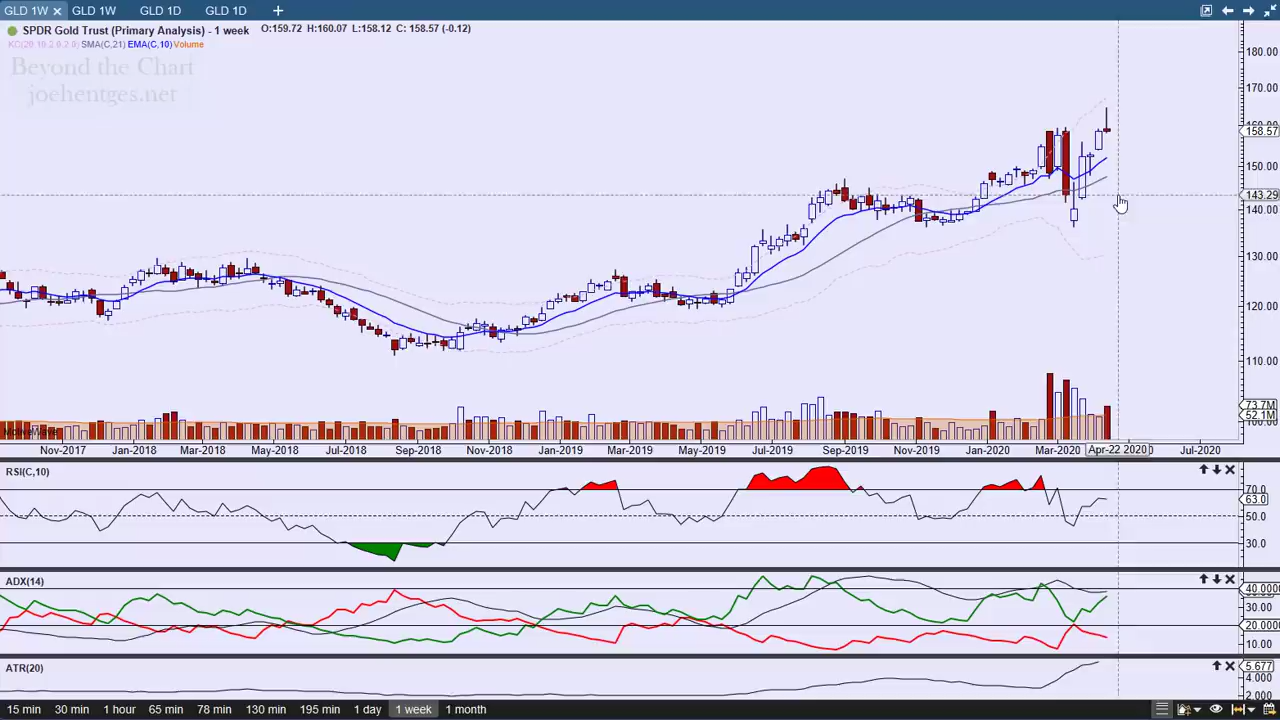 GLD 1W × GLD 1W GLD 1D GLD 1D +
SPDR Gold Trust (Primary Analysis) - 1 week O:159.72 H:160.07 L:158.12 C: 158.57 (-0.12)
SMA(C,21) EMA(C,10) Volume
Beyond the Chart
joehentges.net
180.00
170.00
158.57
150.00
143.29
140.00
130.00
120.00
110.00
73.7M
52.1M
Nov-2017 Jan-2018 Mar-2018 May-2018 Jul-2018 Sep-2018 Nov-2018 Jan-2019 Mar-2019 May-2019 Jul-2019 Sep-2019 Nov-2019 Jan-2020 Mar-2020 Apr-22 2020 Jul-2020
RSI(C,10)
70.0
63.0
50.0
30.0
ADX(14)
40.0000
30.00
20.0000
10.00
ATR(20)
5.677
4.000
2.000
15 min 30 min 1 hour 65 min 78 min 130 min 195 min 1 day 1 week 1 month